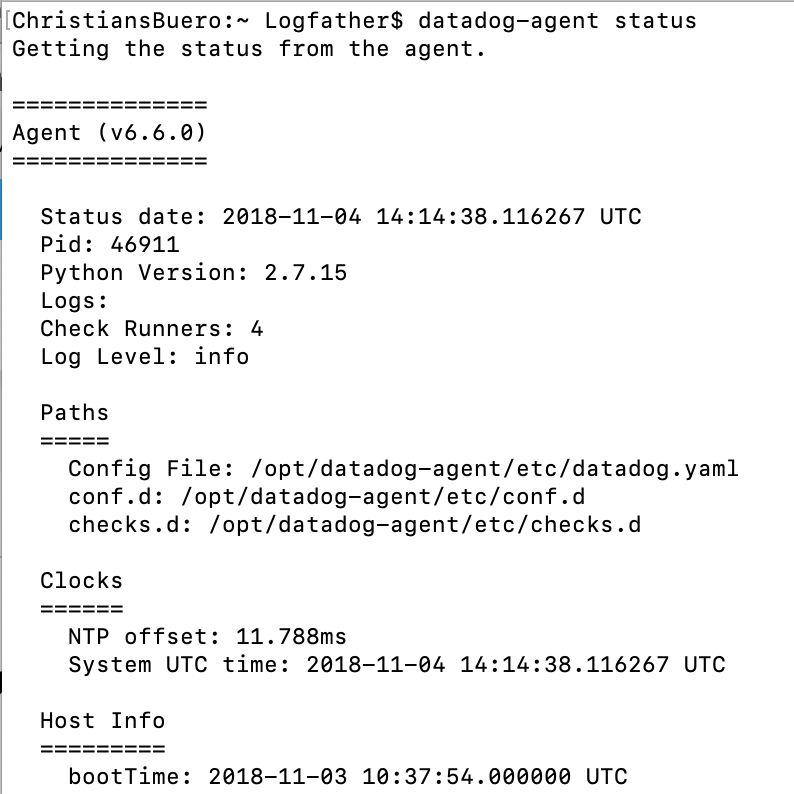 [ChristiansBuero:~ Logfather$ datadog-agent status
Getting the status from the agent.
==============
Agent (v6.6.0)
==============
Status date: 2018-11-04 14:14:38.116267 UTC
Pid: 46911
Python Version: 2.7.15
Logs:
Check Runners: 4
Log Level: info
Paths
=====
Config File: /opt/datadog-agent/etc/datadog.yaml
conf.d: /opt/datadog-agent/etc/conf.d
checks.d: /opt/datadog-agent/etc/checks.d
Clocks
======
NTP offset: 11.788ms
System UTC time: 2018-11-04 14:14:38.116267 UTC
Host Info
=========
bootTime: 2018-11-03 10:37:54.000000 UTC